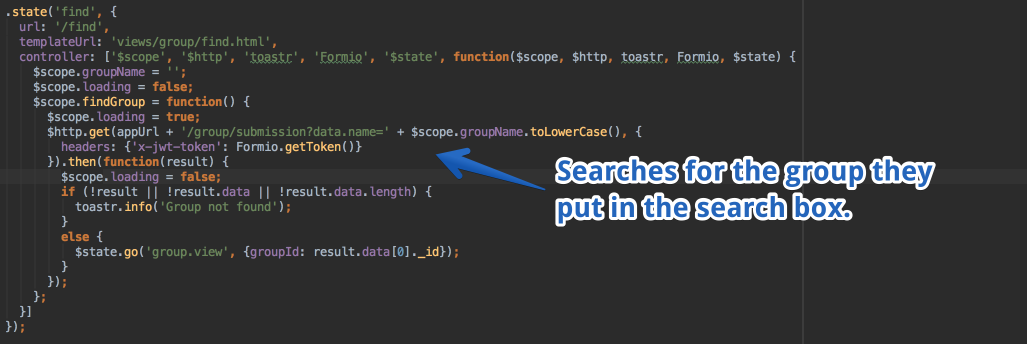 .state('find', {
url: '/find',
templateUrl: 'views/group/find.html',
controller: ['$scope', '$http', 'toastr', 'Formio', '$state', function($scope, $http, toastr, Formio, $state) {
$scope.groupName = '';
$scope.loading = false;
$scope.findGroup = function() {
$scope.loading = true;
$http.get(appUrl + '/group/submission?data.name=' + $scope.groupName.toLowerCase(), {
headers: {'x-jwt-token': Formio.getToken()}
}).then(function(result) {
$scope.loading = false;
if (!result || !result.data || !result.data.length) {
toastr.info('Group not found');
}
else {
$state.go('group.view', {groupId: result.data[0]._id});
}
});
};
}]
});
Searches for the group they
put in the search box.